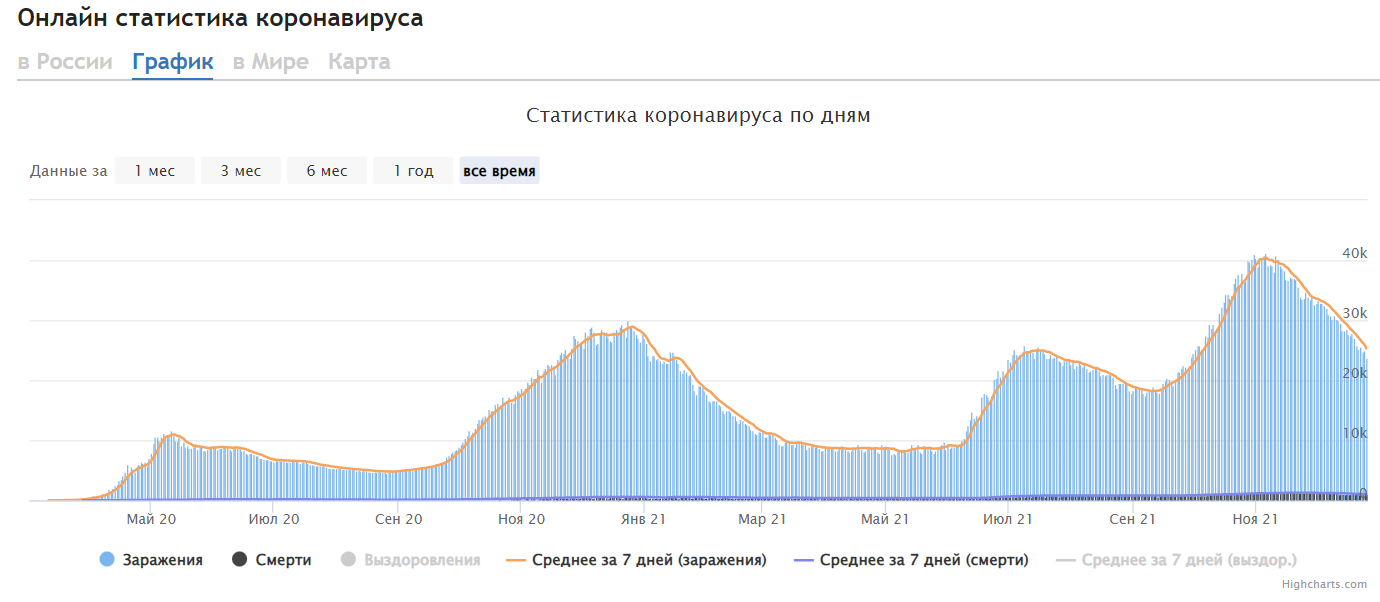 Онлайн статистика коронавируса
в России График в Мире Карта
Статистика коронавируса по дням
Данные за 1 мес 3 мес 6 мес 1 год все время
40k
30k
20k
10k
0
Май 20 Июл 20 Сен 20 Ноя 20 Янв 21 Мар 21 Май 21 Июл 21 Сен 21 Ноя 21
Заражения Смерти Выздоровления Среднее за 7 дней (заражения) Среднее за 7 дней (смерти) Среднее за 7 дней (выздор.)
Highcharts.com